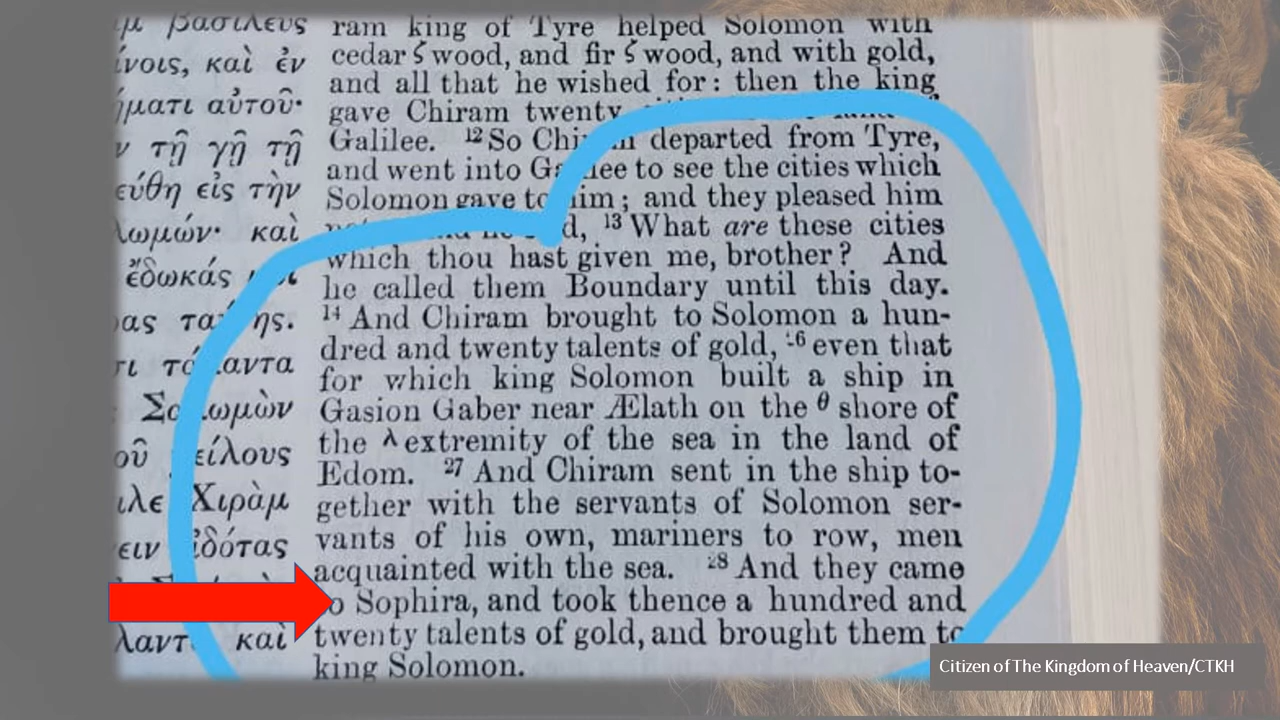 βασιλεὺς
καὶ ἐν
αὐτοῦ·
τῇ γῇ τῇ
εἰς τὴν
καὶ
ἔδωκάς
Χιρὰμ
καὶ
ram king of Tyre helped Solomon with
cedar ζ wood, and fir ζ wood, and with gold,
and all that he wished for: then the king
gave Chiram twenty
Galilee. 12 So departed from Tyre,
and went into to see the cities which
Solomon gave and they pleased him
13 What are these cities
which thou hast given me, brother? And
he called them Boundary until this day.
14 And Chiram brought to Solomon a hun-
dred and twenty talents of gold, 26 even that
for which king Solomon built a ship in
Gasion Gaber near Ælath on the θ shore of
the λ extremity of the sea in the land of
Edom. 27 And Chiram sent in the ship to-
gether with the servants of Solomon ser-
vants of his own, mariners to row, men
acquainted with the sea. 28 And they came
Sophira, and took thence a hundred and
twenty talents of gold, and brought them to
king Solomon.
Citizen of The Kingdom of Heaven/CTKH